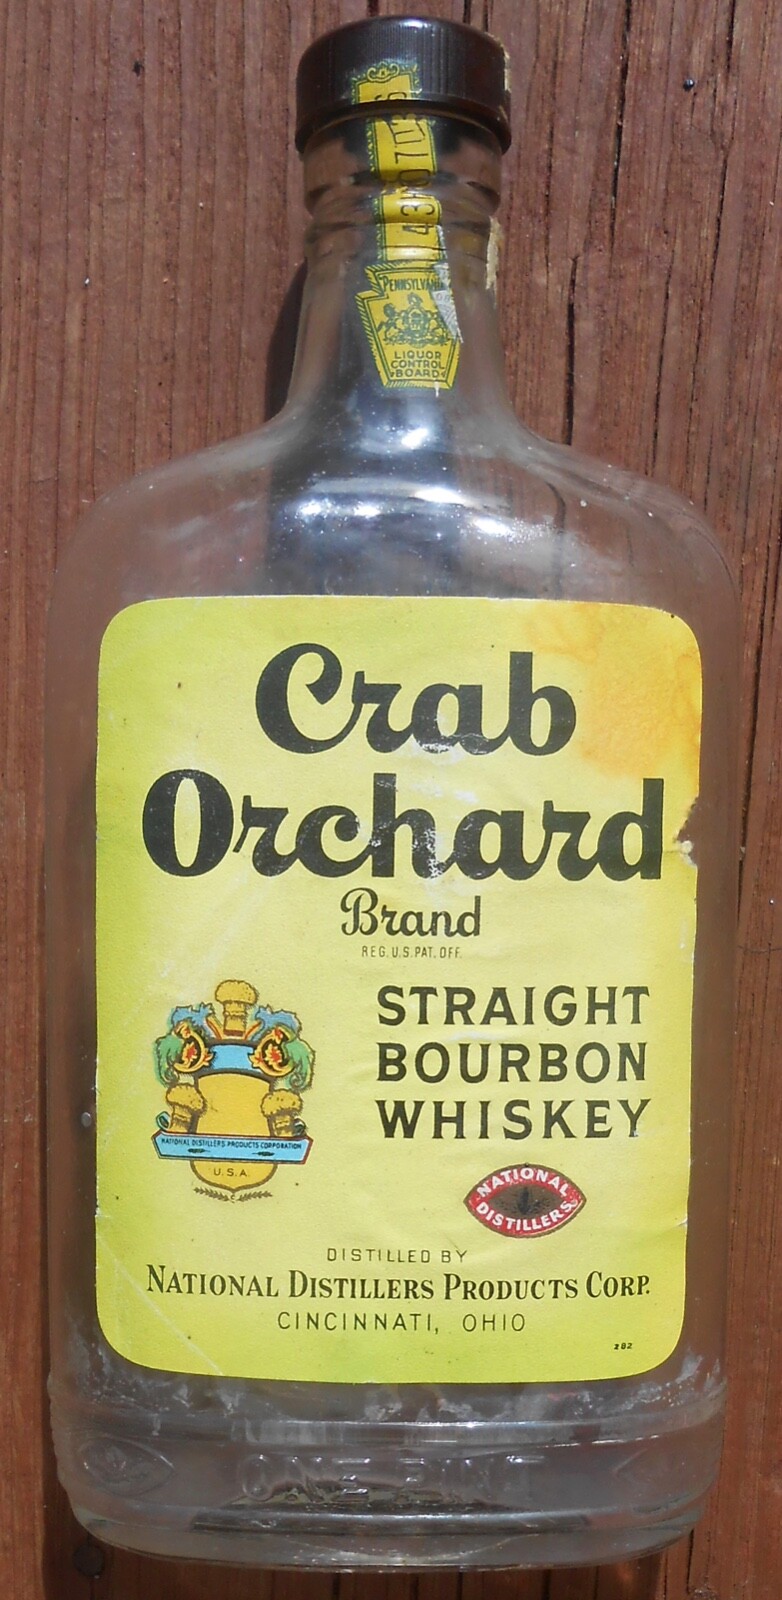 PENNSYLVANIA
LIQUOR
CONTROL
BOARD
Crab
Orchard
Brand
REG. U.S. PAT. OFF.
STRAIGHT
BOURBON
WHISKEY
NATIONAL DISTILLERS PRODUCTS CORPORATION
U.S.A.
NATIONAL
DISTILLERS
DISTILLED BY
NATIONAL DISTILLERS PRODUCTS CORP.
CINCINNATI, OHIO
282
ONE PINT